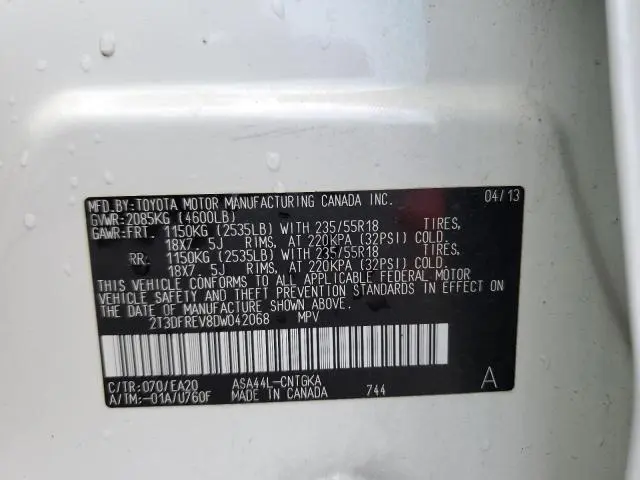 MFD.BY:TOYOTA MOTOR MANUFACTURING CANADA INC. 04/13
GVWR:2085KG (4600LB)
GAWR:FRT. 1150KG (2535LB) WITH 235/55R18 TIRES,
18X7.5J RIMS, AT 220KPA (32PSI) COLD.
RR. 1150KG (2535LB) WITH 235/55R18 TIRES,
18X7.5J RIMS, AT 220KPA (32PSI) COLD.
THIS VEHICLE CONFORMS TO ALL APPLICABLE FEDERAL MOTOR
VEHICLE SAFETY AND THEFT PREVENTION STANDARDS IN EFFECT ON
THE DATE OF MANUFACTURE SHOWN ABOVE.
2T3DFREV8DW042068 MPV
C/TR:070/EA20 ASA44L-CNTGKA A
A/TM:-01A/U760F MADE IN CANADA 744